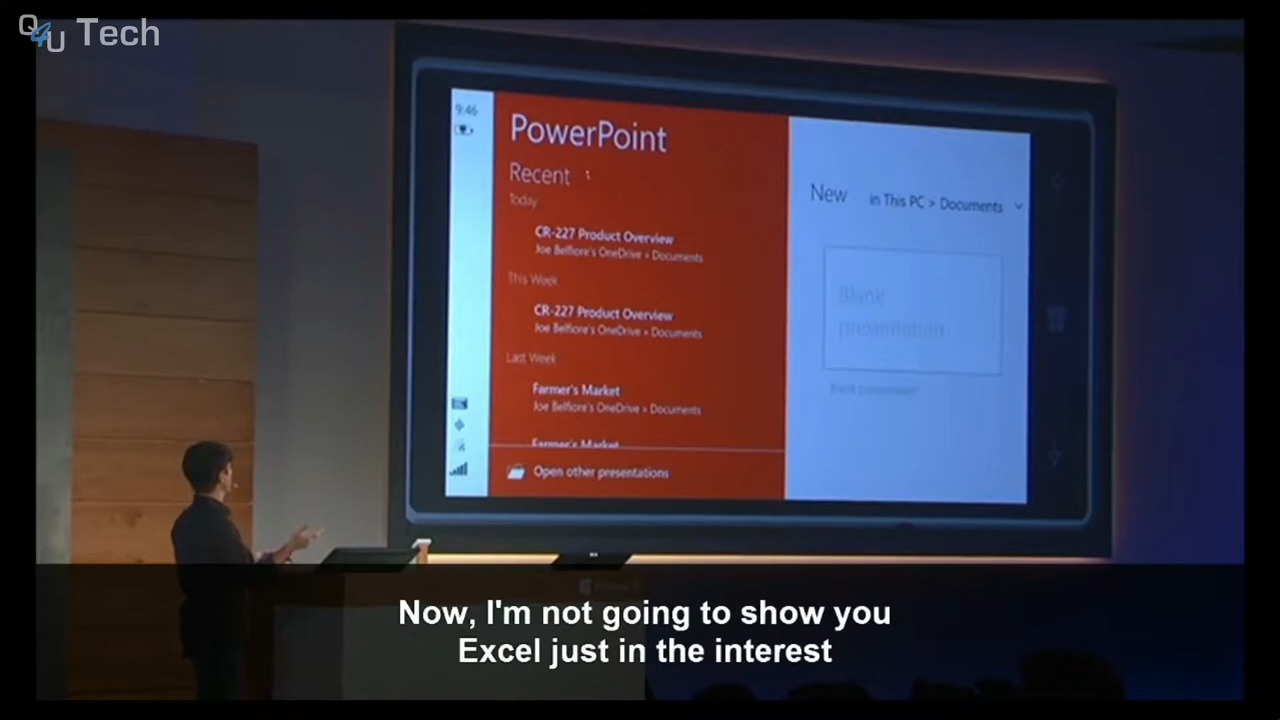 Q4U Tech
9:46
PowerPoint
Recent
Today
CR-227 Product Overview
Joe Belfiore's OneDrive » Documents
This Week
CR-227 Product Overview
Joe Belfiore's OneDrive » Documents
Last Week
Farmer's Market
Joe Belfiore's OneDrive » Documents
Farmer's Market
Open other presentations
New
in This PC > Documents
Blank
presentation
Now, I'm not going to show you
Excel just in the interest